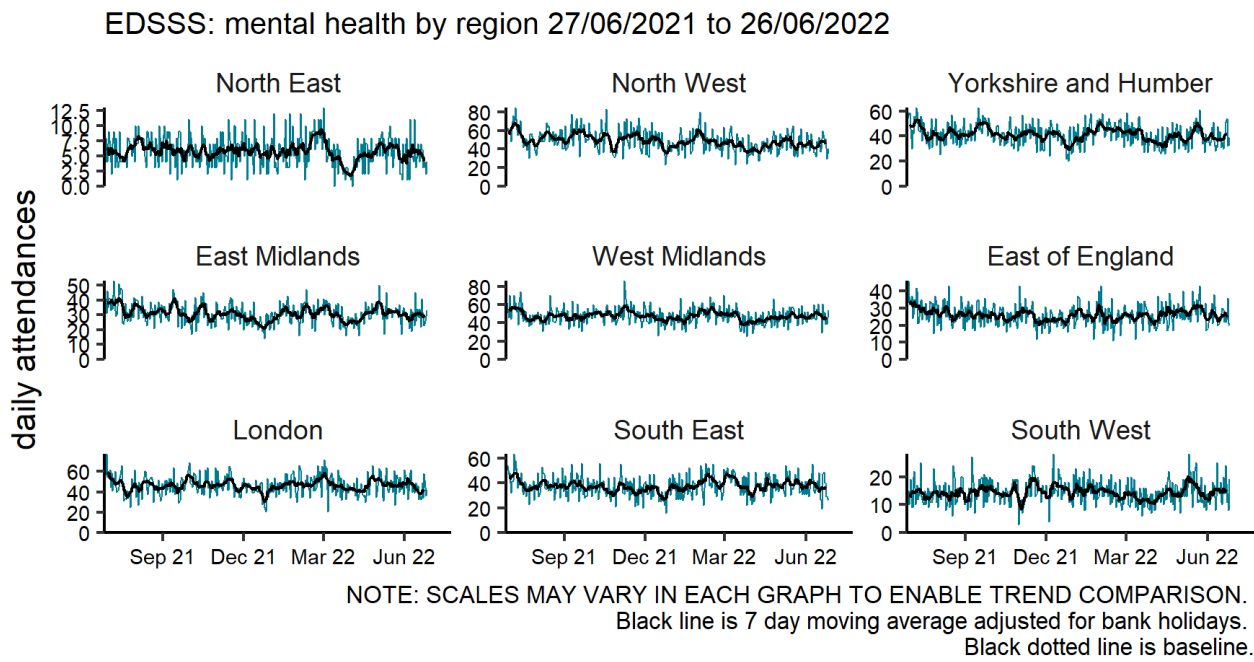 EDSSS: mental health by region 27/06/2021 to 26/06/2022
North East
North West
Yorkshire and Humber
12.5
10.0
7.5
5.0
2.5
0.0
80
60
40
20
0
60
40
20
0
daily attendances
East Midlands
West Midlands
East of England
50
40
30
20
10
0
80
60
40
20
0
40
30
20
10
0
London
South East
South West
60
40
20
0
60
40
20
0
20
10
0
Sep 21 Dec 21 Mar 22 Jun 22
Sep 21 Dec 21 Mar 22 Jun 22
Sep 21 Dec 21 Mar 22 Jun 22
NOTE: SCALES MAY VARY IN EACH GRAPH TO ENABLE TREND COMPARISON.
Black line is 7 day moving average adjusted for bank holidays.
Black dotted line is baseline.